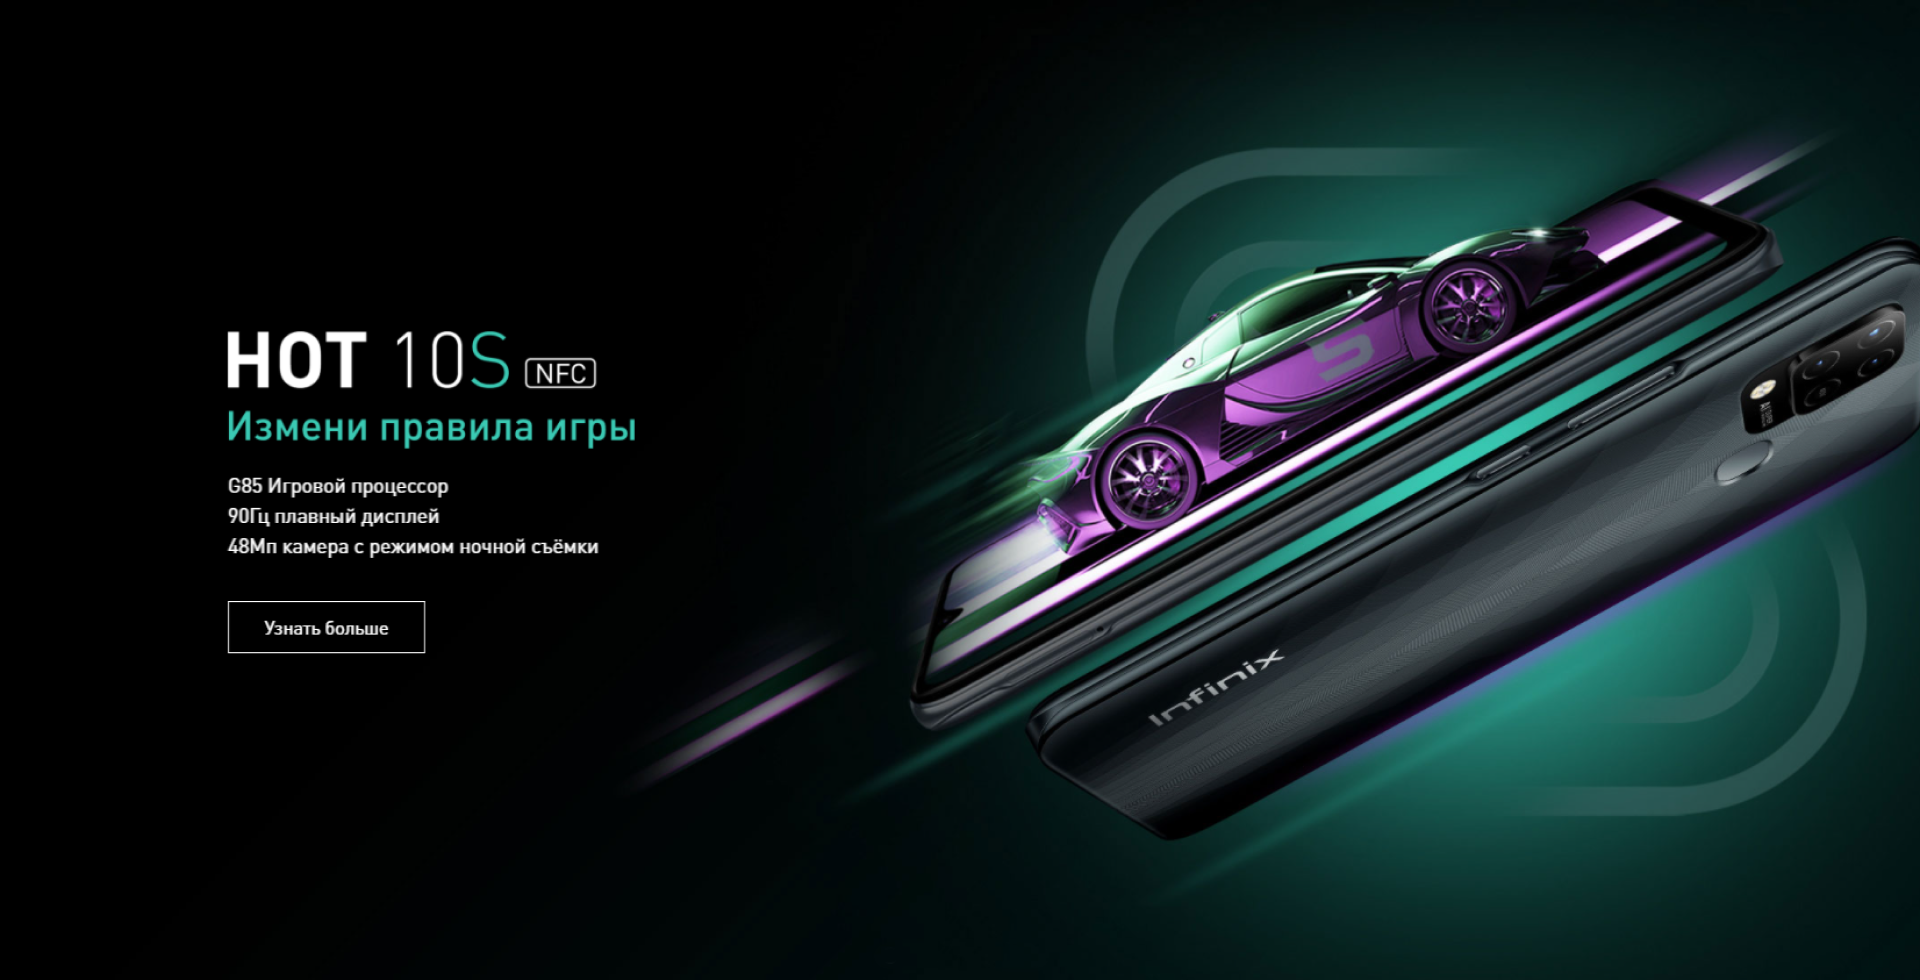 HOT 10S NFC
Измени правила игры
G85 Игровой процессор
90Гц плавный дисплей
48Мп камера с режимом ночной съёмки
Узнать больше
S
Infinix